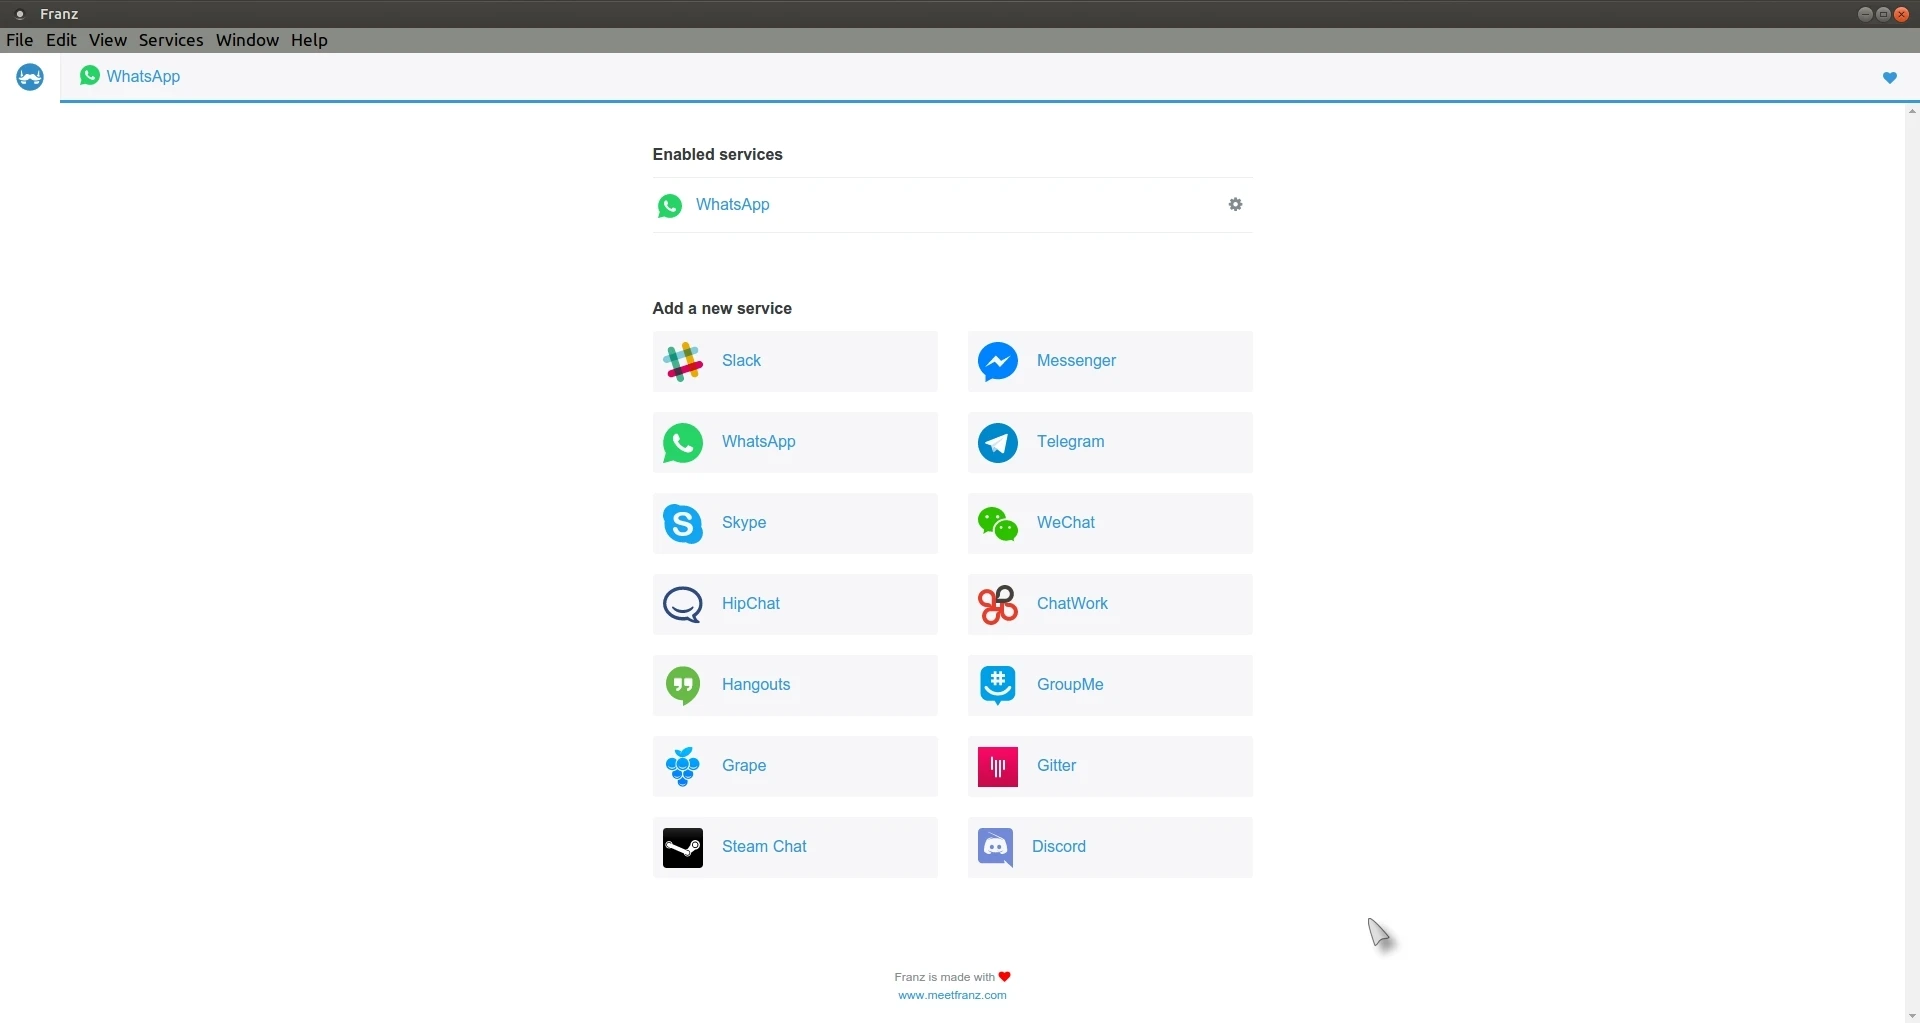 Franz
File Edit View Services Window Help
WhatsApp
Enabled services
WhatsApp
Add a new service
Slack Messenger
WhatsApp Telegram
Skype WeChat
HipChat ChatWork
Hangouts GroupMe
Grape Gitter
Steam Chat Discord
Franz is made with
www.meetfranz.com